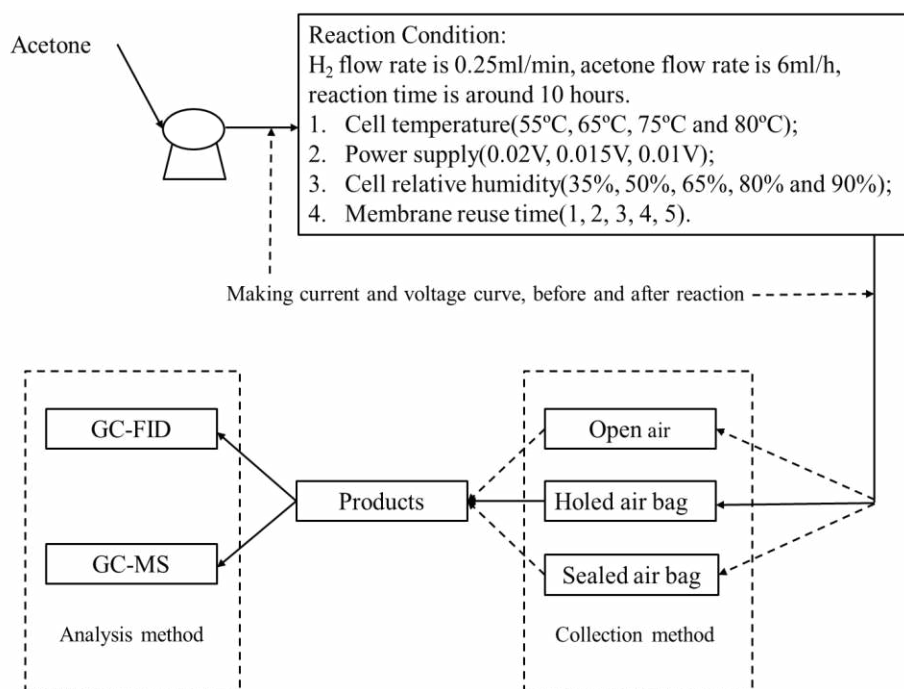 Acetone
Reaction Condition:
H₂ flow rate is 0.25ml/min, acetone flow rate is 6ml/h,
reaction time is around 10 hours.
1. Cell temperature(55ºC, 65ºC, 75ºC and 80ºC);
2. Power supply(0.02V, 0.015V, 0.01V);
3. Cell relative humidity(35%, 50%, 65%, 80% and 90%);
4. Membrane reuse time(1, 2, 3, 4, 5).
Making current and voltage curve, before and after reaction
GC-FID
GC-MS
Analysis method
Products
Open air
Holed air bag
Sealed air bag
Collection method